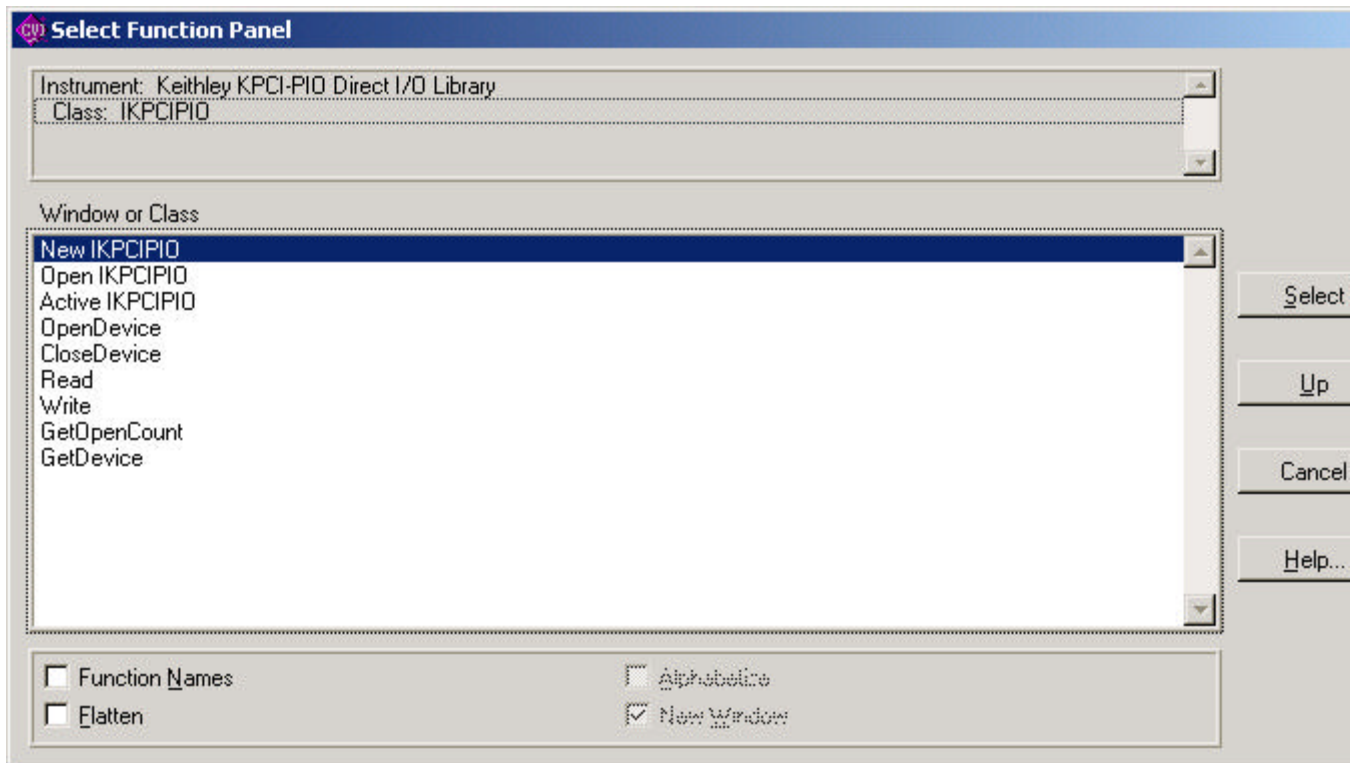 CVI Select Function Panel
Instrument: Keithley KPCI-PIO Direct I/O Library
Class: IKPCIPIO
Window or Class
New IKPCIPIO
Open IKPCIPIO
Active IKPCIPIO
OpenDevice
CloseDevice
Read
Write
GetOpenCount
GetDevice
Select
Up
Cancel
Help...
Function Names
Alphabetize
Flatten
New Window